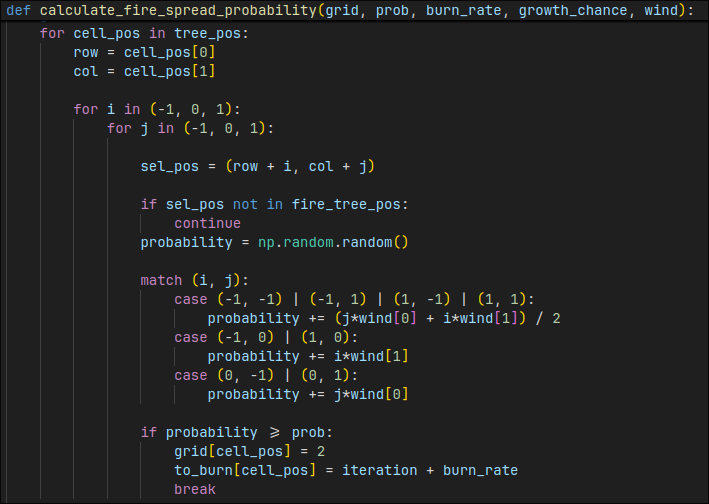 def calculate_fire_spread_probability(grid, prob, burn_rate, growth_chance, wind):
    for cell_pos in tree_pos:
        row = cell_pos[0]
        col = cell_pos[1]

        for i in (-1, 0, 1):
            for j in (-1, 0, 1):

                sel_pos = (row + i, col + j)

                if sel_pos not in fire_tree_pos:
                    continue
                probability = np.random.random()

                match (i, j):
                    case (-1, -1) | (-1, 1) | (1, -1) | (1, 1):
                        probability += (j*wind[0] + i*wind[1]) / 2
                    case (-1, 0) | (1, 0):
                        probability += i*wind[1]
                    case (0, -1) | (0, 1):
                        probability += j*wind[0]

                if probability ⩾ prob:
                    grid[cell_pos] = 2
                    to_burn[cell_pos] = iteration + burn_rate
                    break